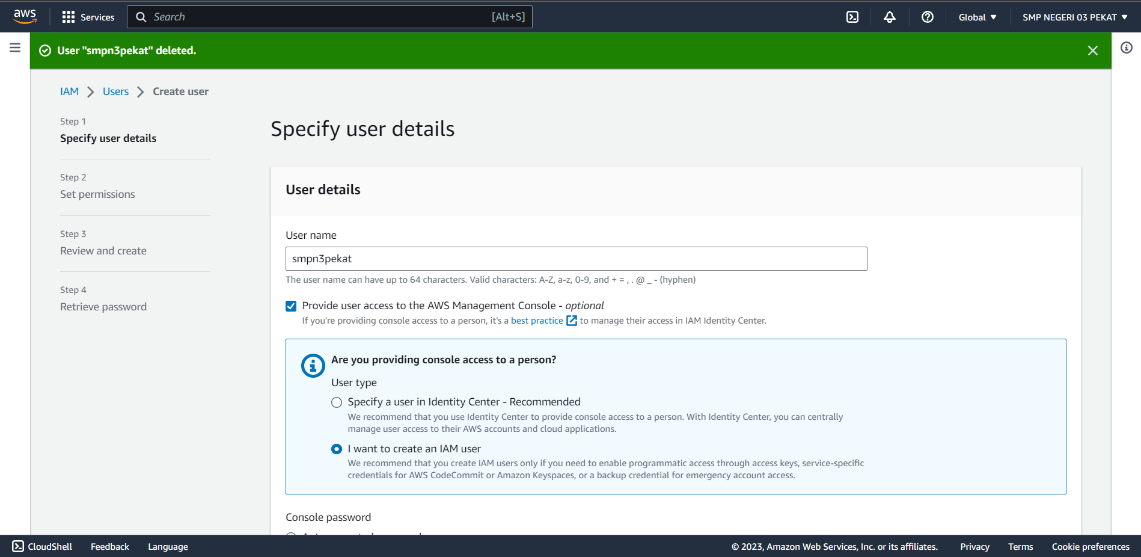 aws
Services
Search [Alt+S]
Global
SMP NEGERI 03 PEKAT
User "smpn3pekat" deleted.
IAM
Users
Create user
Step 1
Specify user details
Step 2
Set permissions
Step 3
Review and create
Step 4
Retrieve password
Specify user details
User details
User name
smpn3pekat
The user name can have up to 64 characters. Valid characters: A-Z, a-z, 0-9, and + = , . @ _ - (hyphen)
Provide user access to the AWS Management Console - optional
If you're providing console access to a person, it's a best practice to manage their access in IAM Identity Center.
Are you providing console access to a person?
User type
Specify a user in Identity Center - Recommended
We recommend that you use Identity Center to provide console access to a person. With Identity Center, you can centrally
manage user access to their AWS accounts and cloud applications.
I want to create an IAM user
We recommend that you create IAM users only if you need to enable programmatic access through access keys, service-specific
credentials for AWS CodeCommit or Amazon Keyspaces, or a backup credential for emergency account access.
Console password
CloudShell
Feedback
Language
© 2023, Amazon Web Services, Inc. or its affiliates.
Privacy
Terms
Cookie preferences